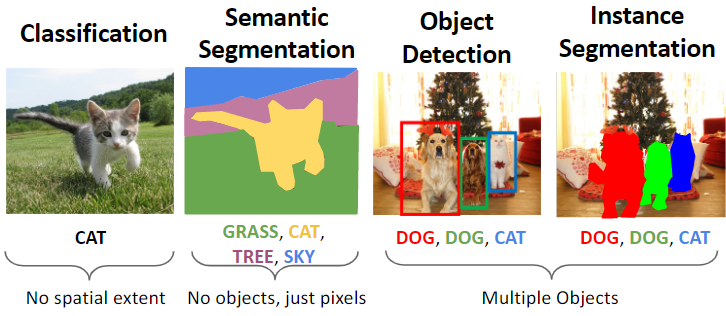 Classification
Semantic
Segmentation
Object
Detection
Instance
Segmentation
CAT
GRASS, CAT,
TREE, SKY
DOG, DOG, CAT
DOG, DOG, CAT
No spatial extent
No objects, just pixels
Multiple Objects